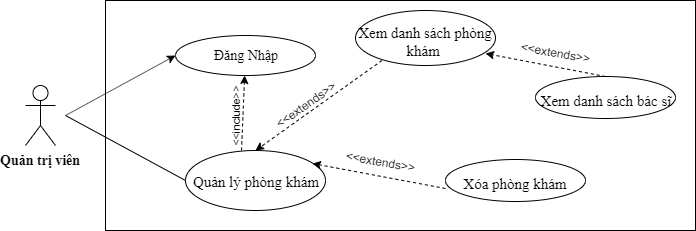 Xem danh sách phòng
khám
Đăng Nhập
<<extends>>
<<extends>>
<<include>>
Xem danh sách bác sĩ
Quản trị viên
<<extends>>
Quản lý phòng khám
Xóa phòng khám